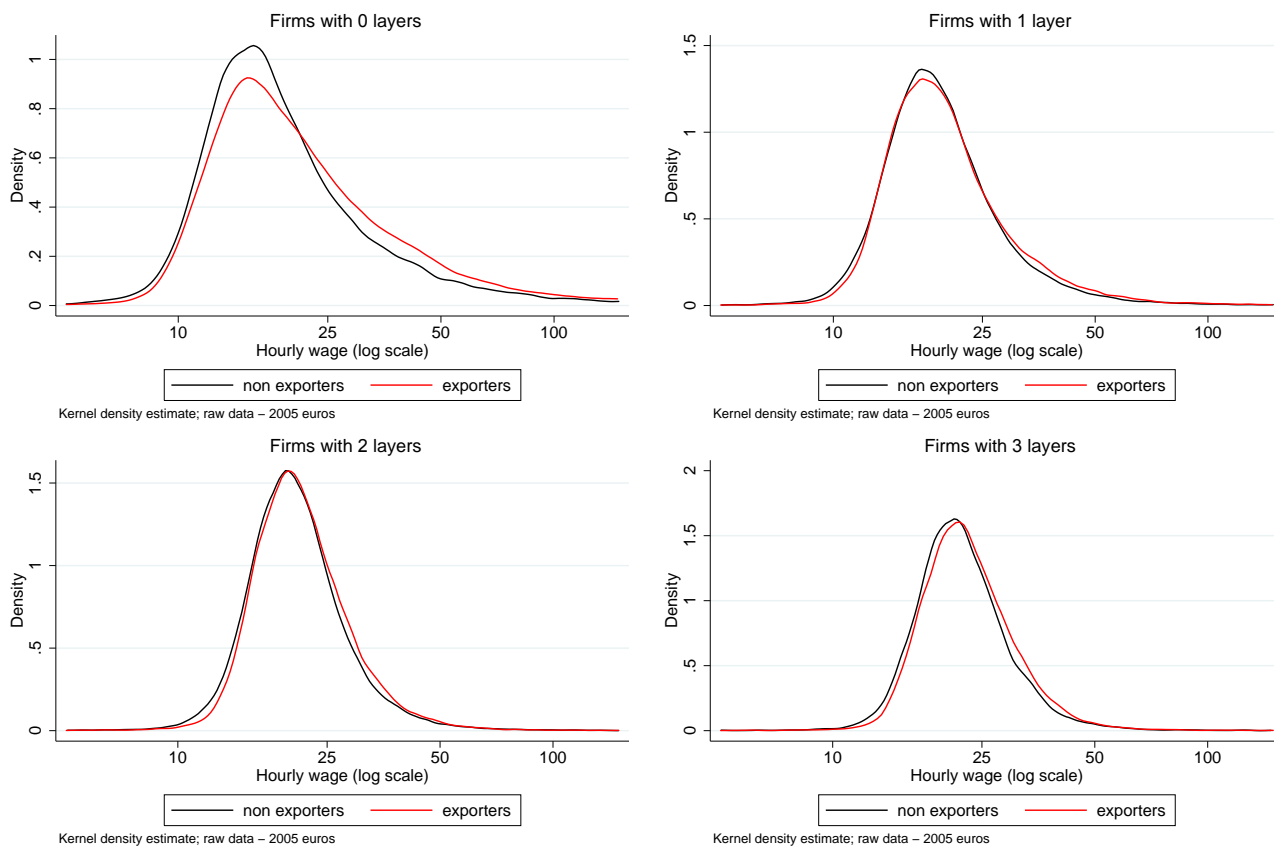 Firms with 0 layers
Density
0 .2 .4 .6 .8 1
10 25 50 100
Hourly wage (log scale)
non exporters exporters
Kernel density estimate; raw data – 2005 euros
Firms with 1 layer
Density
0 .5 1 1.5
10 25 50 100
Hourly wage (log scale)
non exporters exporters
Kernel density estimate; raw data – 2005 euros
Firms with 2 layers
Density
0 .5 1 1.5
10 25 50 100
Hourly wage (log scale)
non exporters exporters
Kernel density estimate; raw data – 2005 euros
Firms with 3 layers
Density
0 .5 1 1.5 2
10 25 50 100
Hourly wage (log scale)
non exporters exporters
Kernel density estimate; raw data – 2005 euros